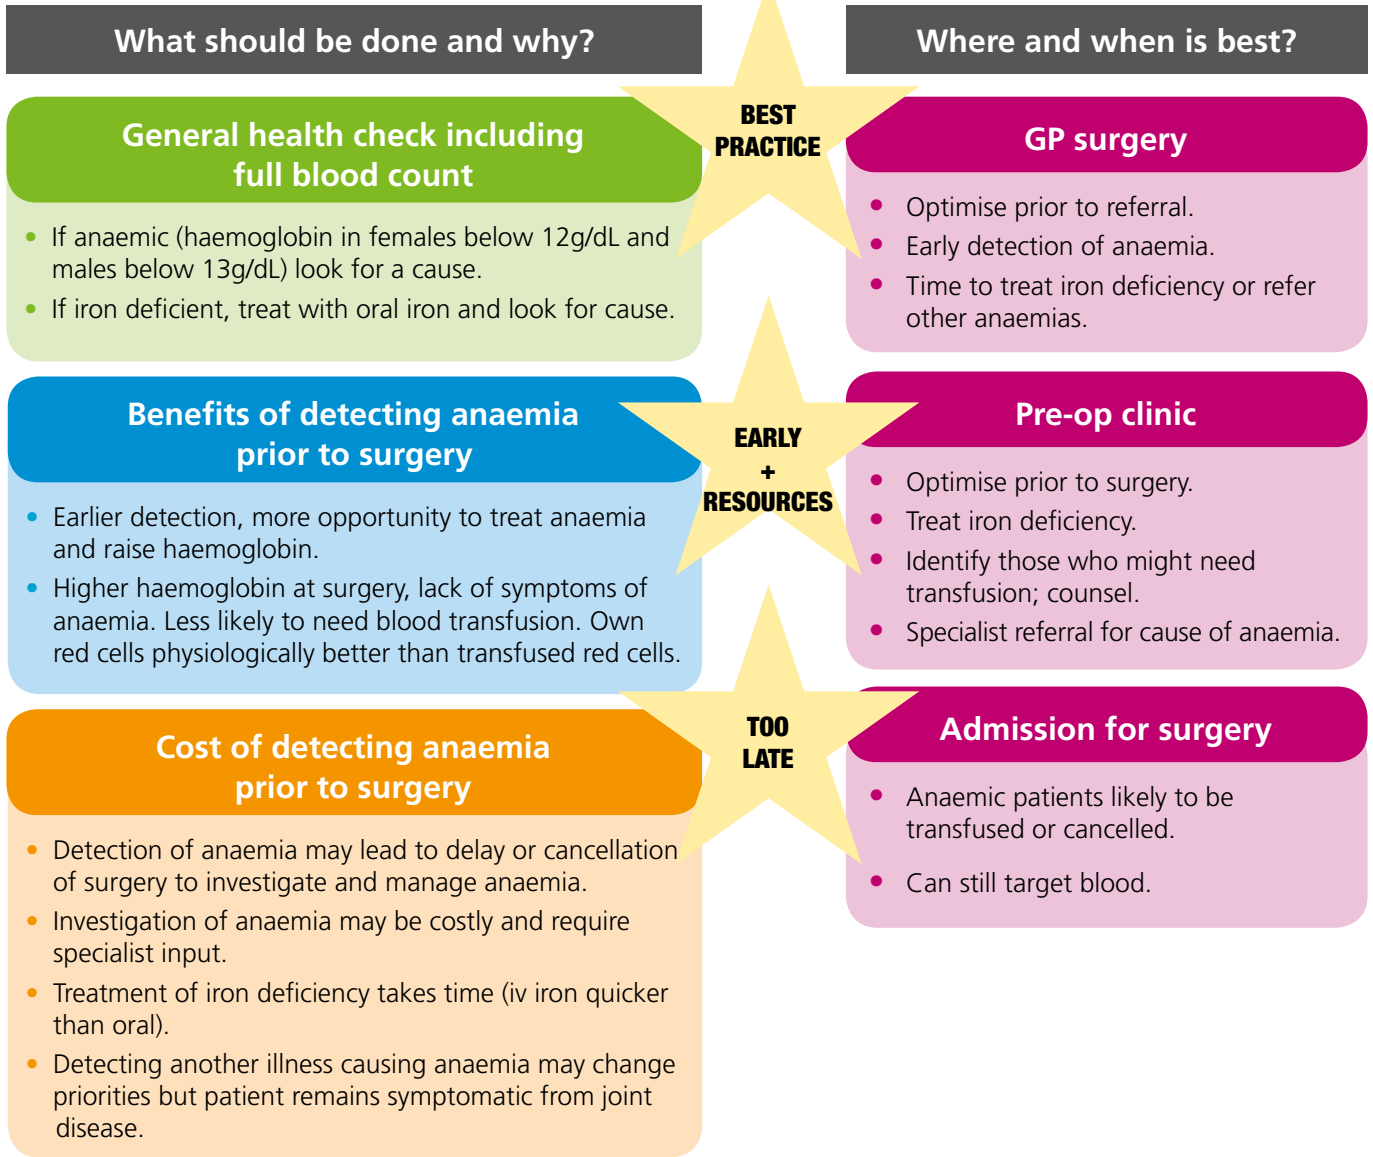 What should be done and why?
General health check including
full blood count
• If anaemic (haemoglobin in females below 12g/dL and
males below 13g/dL) look for a cause.
• If iron deficient, treat with oral iron and look for cause.
Benefits of detecting anaemia
prior to surgery
• Earlier detection, more opportunity to treat anaemia
and raise haemoglobin.
• Higher haemoglobin at surgery, lack of symptoms of
anaemia. Less likely to need blood transfusion. Own
red cells physiologically better than transfused red cells.
Cost of detecting anaemia
prior to surgery
• Detection of anaemia may lead to delay or cancellation
of surgery to investigate and manage anaemia.
• Investigation of anaemia may be costly and require
specialist input.
• Treatment of iron deficiency takes time (iv iron quicker
than oral).
• Detecting another illness causing anaemia may change
priorities but patient remains symptomatic from joint
disease.
BEST
PRACTICE
EARLY
+
RESOURCES
TOO
LATE
Where and when is best?
GP surgery
• Optimise prior to referral.
• Early detection of anaemia.
• Time to treat iron deficiency or refer
other anaemias.
Pre-op clinic
• Optimise prior to surgery.
• Treat iron deficiency.
• Identify those who might need
transfusion; counsel.
• Specialist referral for cause of anaemia.
Admission for surgery
• Anaemic patients likely to be
transfused or cancelled.
• Can still target blood.